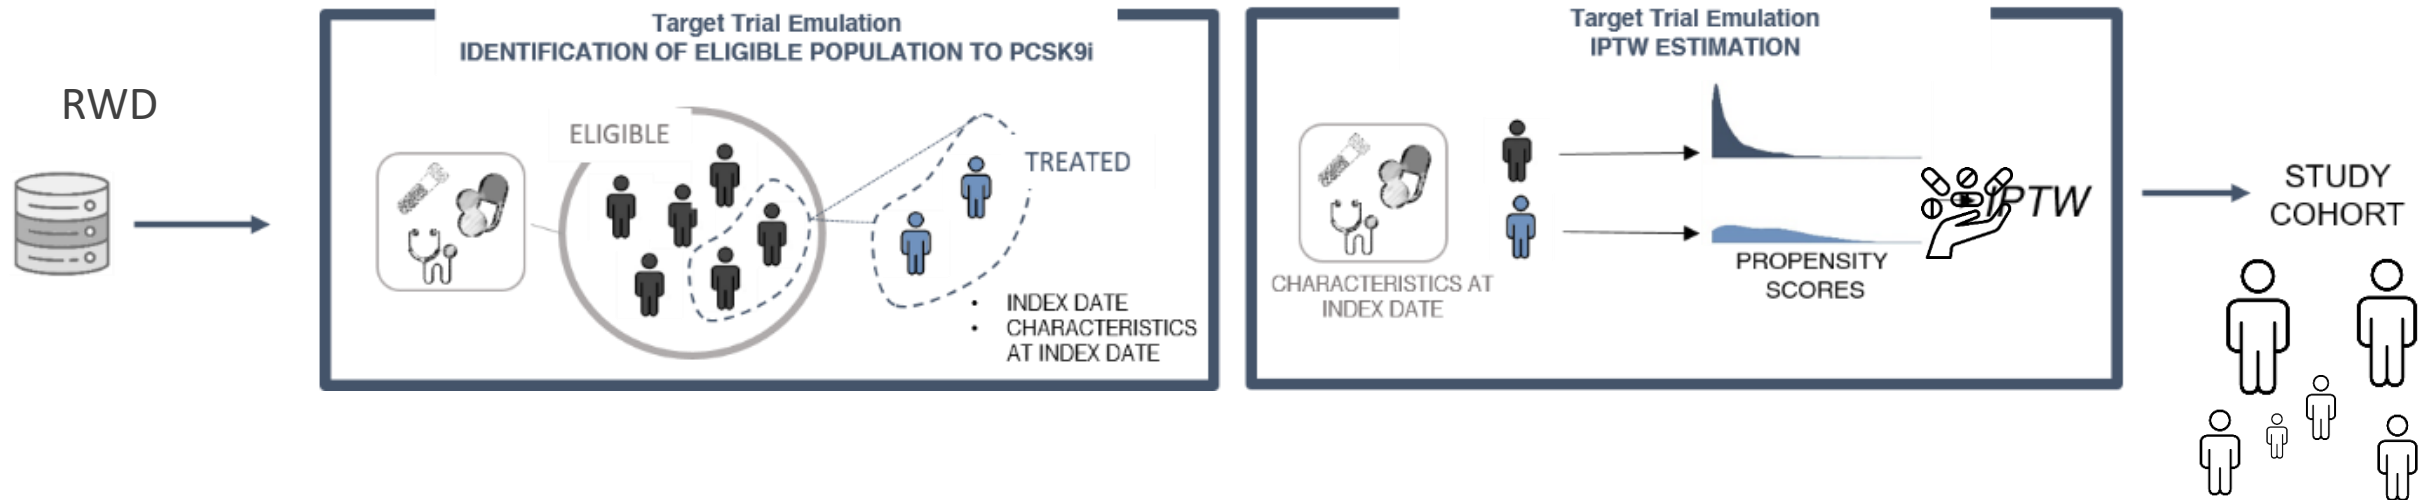 RWD
Target Trial Emulation
IDENTIFICATION OF ELIGIBLE POPULATION TO PCSK9i
ELIGIBLE
TREATED
• INDEX DATE
• CHARACTERISTICS
AT INDEX DATE
Target Trial Emulation
IPTW ESTIMATION
CHARACTERISTICS AT
INDEX DATE
PROPENSITY
SCORES
IPTW
STUDY
COHORT